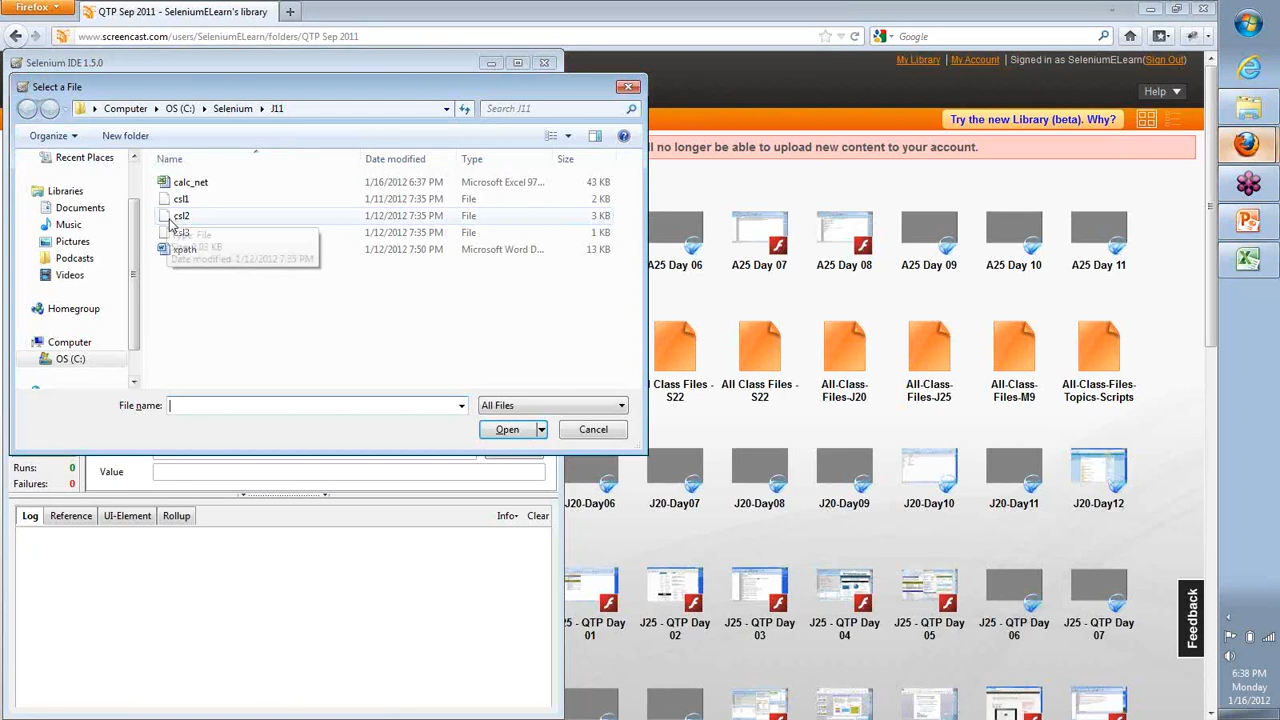 Firefox
QTP Sep 2011 - SeleniumELearn's library
www.screencast.com/users/SeleniumELearn/folders/QTP Sep 2011
Google
Selenium IDE 1.5.0
My Library
My Account
Signed in as SeleniumELearn(Sign Out)
Select a File
Help
Computer
OS (C:)
Selenium
J11
Search J11
Try the new Library (beta). Why?
Organize
New folder
ll no longer be able to upload new content to your account.
Recent Places
Name
Date modified
Type
Size
calc_net
1/16/2012 6:37 PM
Microsoft Excel 97...
43 KB
Libraries
csl1
1/11/2012 7:35 PM
File
2 KB
Documents
csl2
1/12/2012 7:35 PM
File
3 KB
Music
csl3
1/12/2012 7:35 PM
File
1 KB
Pictures
xpath
1/12/2012 7:50 PM
Microsoft Word D...
13 KB
Date modified: 1/12/2012 7:35 PM
Podcasts
Videos
A25 Day 06
A25 Day 07
A25 Day 08
A25 Day 09
A25 Day 10
A25 Day 11
Homegroup
Computer
OS (C:)
File name:
All Files
Open
Cancel
l Class Files -
S22
All Class Files -
S22
All-Class-
Files-J20
All-Class-
Files-J25
All-Class-
Files-M9
All-Class-Files-
Topics-Scripts
Runs:
0
Failures:
0
Value
J20-Day06
J20-Day07
J20-Day08
J20-Day09
J20-Day10
J20-Day11
J20-Day12
Log
Reference
UI-Element
Rollup
Info
Clear
J25 - QTP Day
01
J25 - QTP Day
02
J25 - QTP Day
03
J25 - QTP Day
04
J25 - QTP Day
05
J25 - QTP Day
06
J25 - QTP Day
07
Feedback
6:38 PM
Monday
1/16/2012